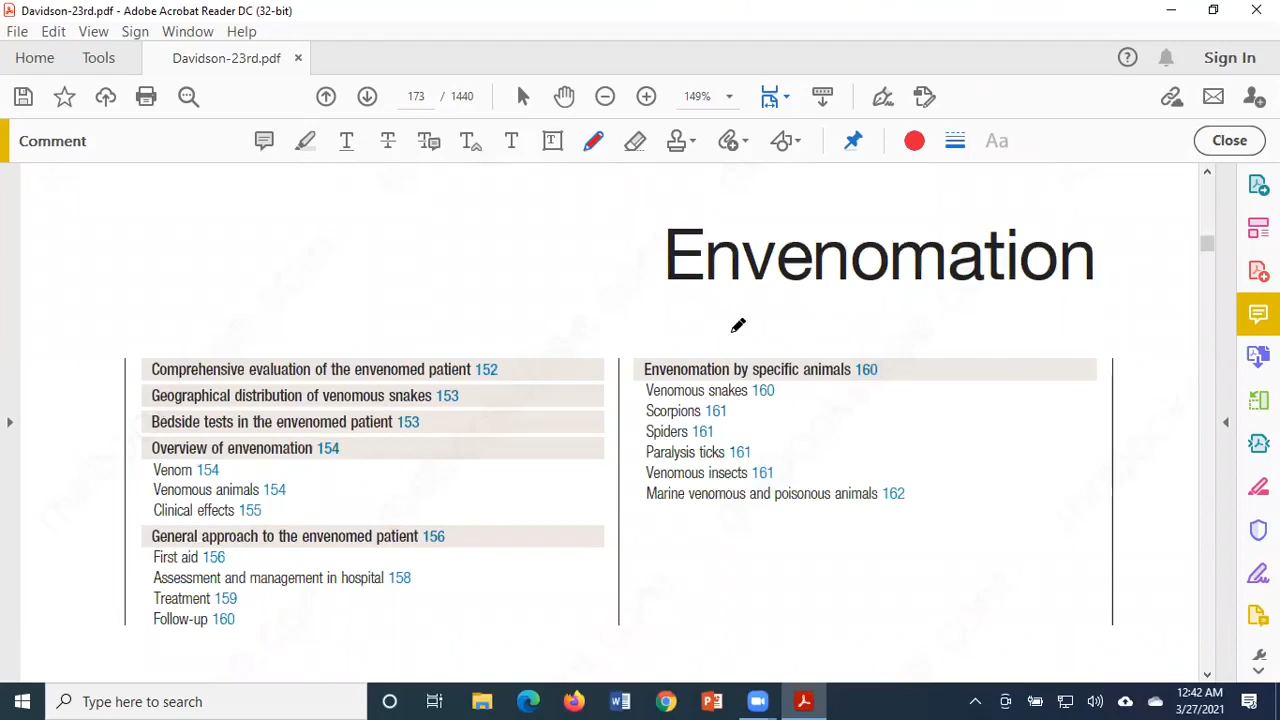 Davidson-23rd.pdf - Adobe Acrobat Reader DC (32-bit)
File Edit View Sign Window Help
Home Tools Davidson-23rd.pdf × Sign In
173 / 1440 149%
Comment Aa Close
Envenomation
Comprehensive evaluation of the envenomed patient 152
Geographical distribution of venomous snakes 153
Bedside tests in the envenomed patient 153
Overview of envenomation 154
Venom 154
Venomous animals 154
Clinical effects 155
General approach to the envenomed patient 156
First aid 156
Assessment and management in hospital 158
Treatment 159
Follow-up 160
Envenomation by specific animals 160
Venomous snakes 160
Scorpions 161
Spiders 161
Paralysis ticks 161
Venomous insects 161
Marine venomous and poisonous animals 162
Type here to search
12:42 AM
3/27/2021